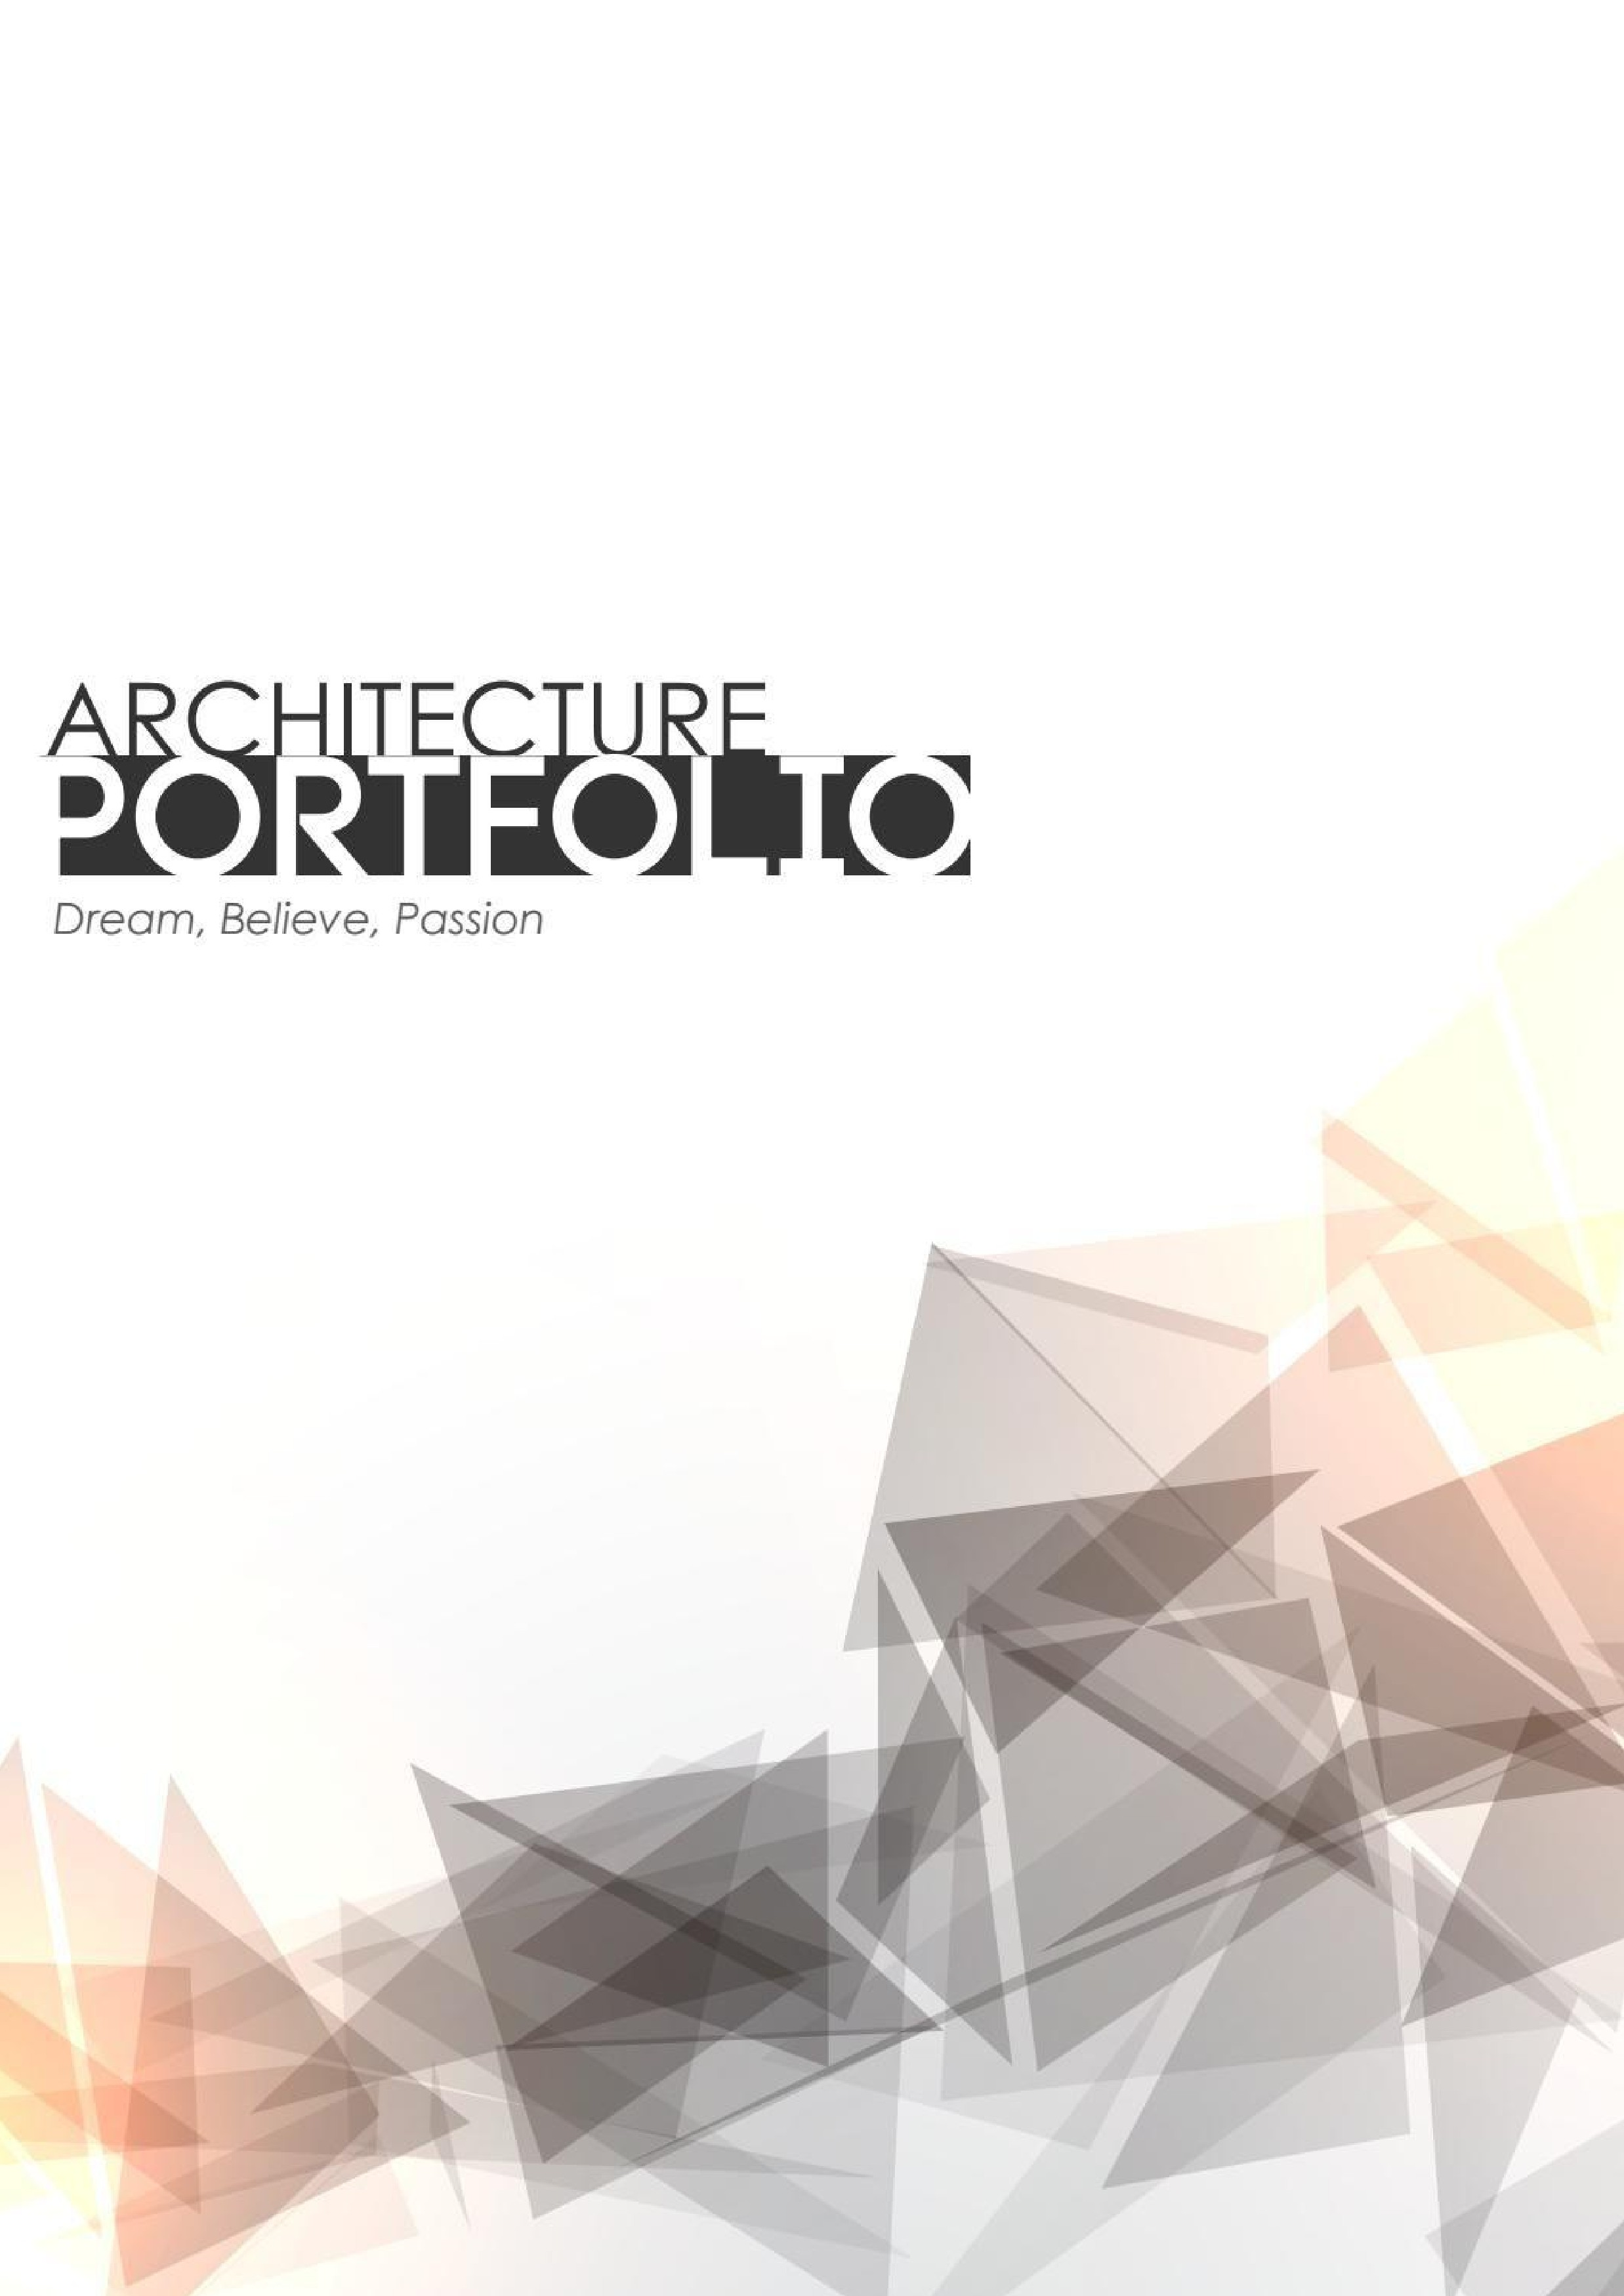 ARCHITECTURE
PORTFOLIO
Dream, Believe, Passion